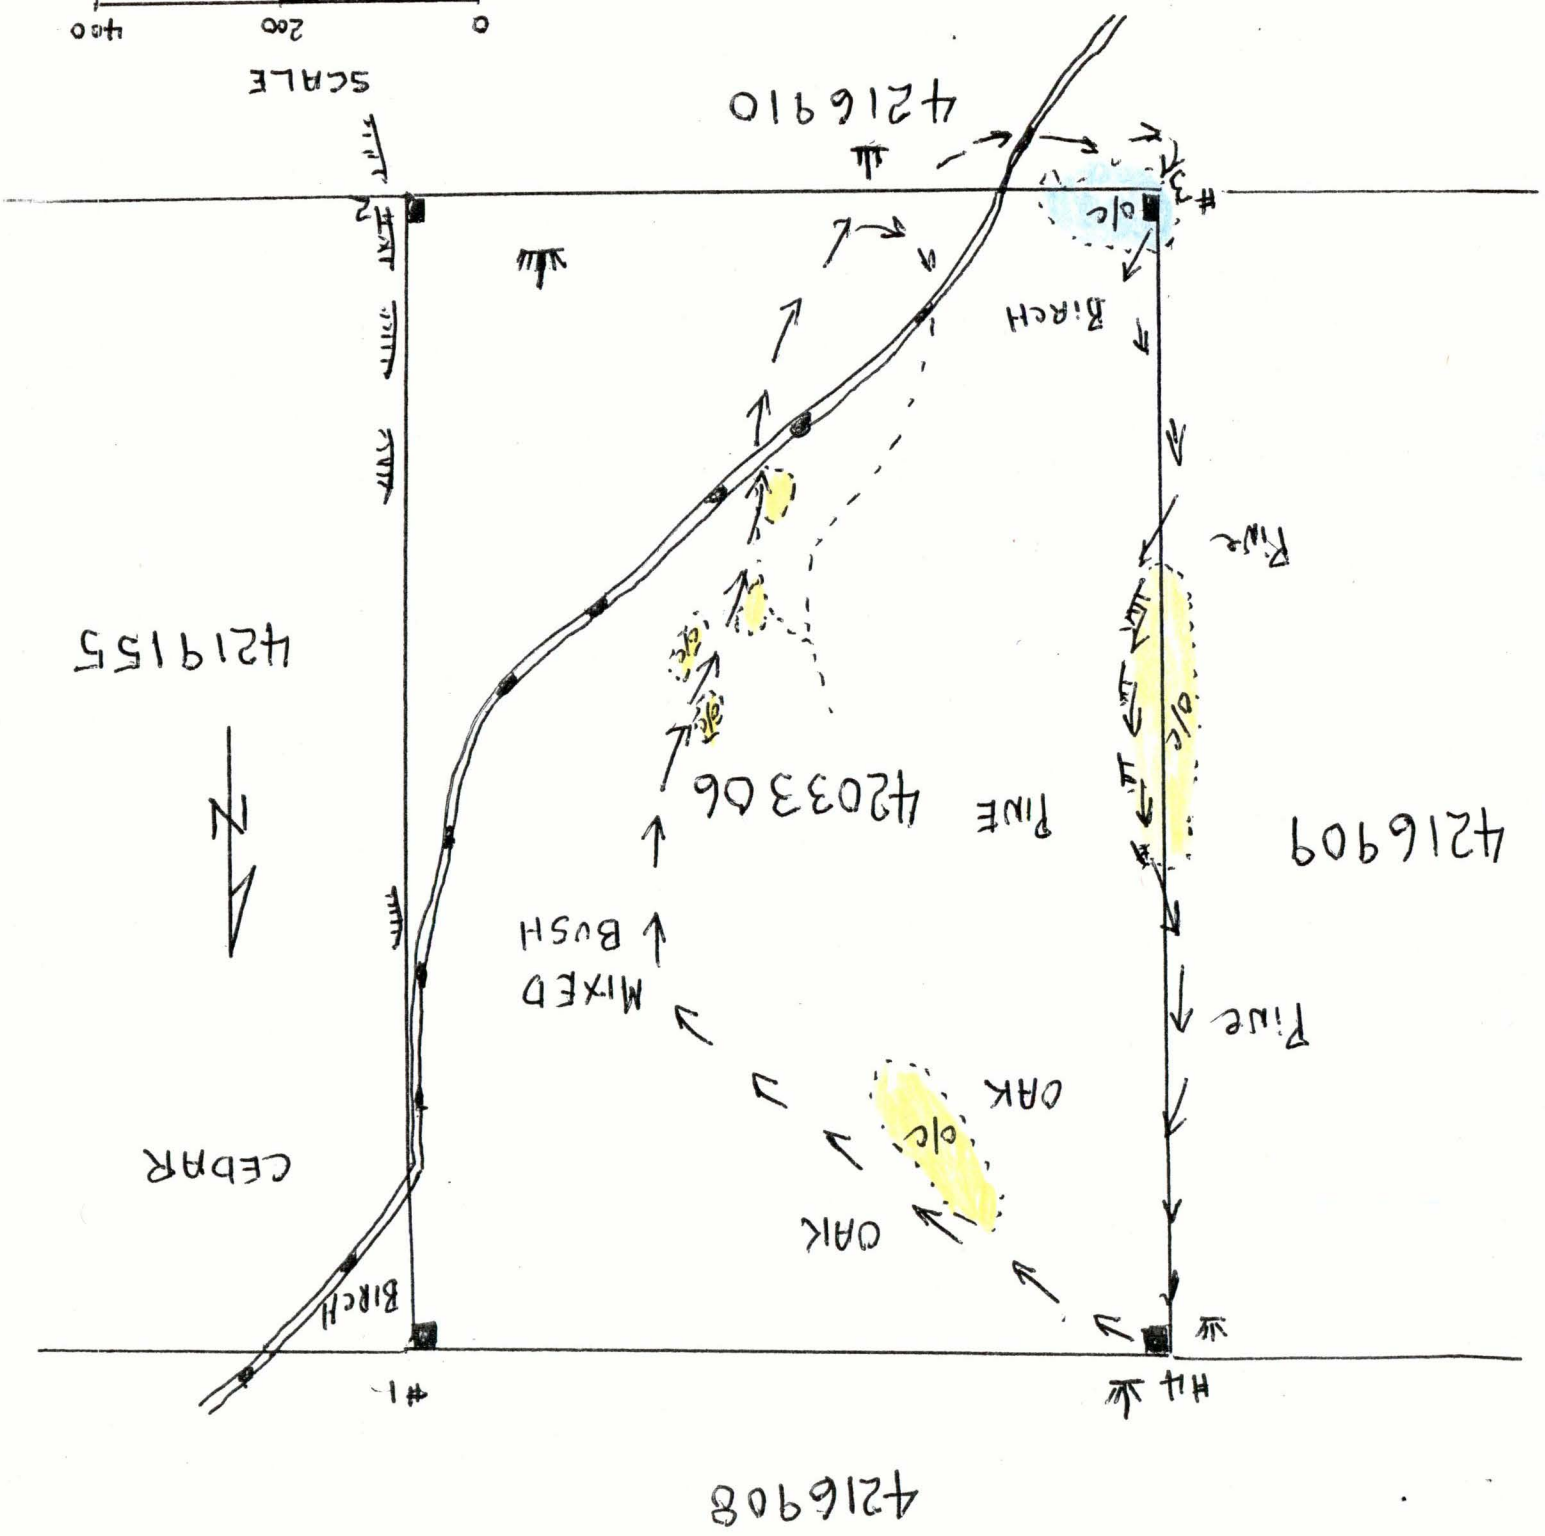 4216908
#4
#1
BIRCH
OAK
CEDAR
o/c
OAK
PiNe
MIXED
BUSH
4216909
PINE
4203306
N
o/c
o/c
o/c
4219155
PiNe
BiRCH
#3
o/c
#2
4216910
SCALE
0 200 400